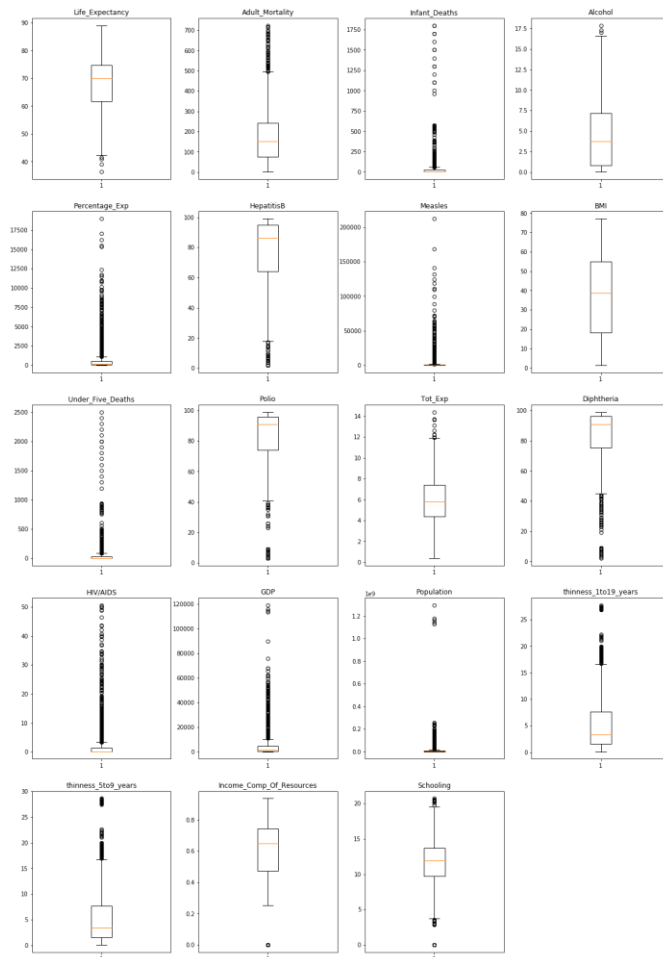 Life_Expectancy Adult_Mortality Infant_Deaths Alcohol
90 80 70 60 50 40
1
700 600 500 400 300 200 100 0
1
1750 1500 1250 1000 750 500 250 0
1
17.5 15.0 12.5 10.0 7.5 5.0 2.5 0.0
1
Percentage_Exp HepatitisB Measles BMI
17500 15000 12500 10000 7500 5000 2500 0
1
100 80 60 40 20 0
1
200000 150000 100000 50000 0
1
80 70 60 50 40 30 20 10 0
1
Under_Five_Deaths Polio Tot_Exp Diphtheria
2500 2000 1500 1000 500 0
1
100 80 60 40 20 0
1
14 12 10 8 6 4 2 0
1
100 80 60 40 20 0
1
HIV/AIDS GDP Population thinness_1to19_years
50 40 30 20 10 0
1
120000 100000 80000 60000 40000 20000 0
1
1e9
1.2 1.0 0.8 0.6 0.4 0.2 0.0
1
25 20 15 10 5 0
1
thinness_5to9_years Income_Comp_Of_Resources Schooling
30 25 20 15 10 5 0
0.8 0.6 0.4 0.2 0.0
20 15 10 5 0